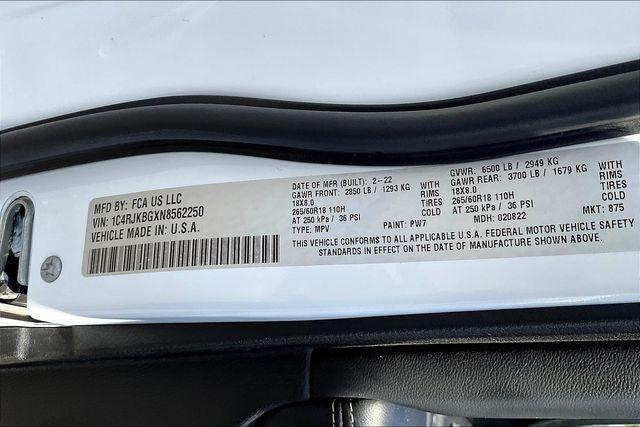 MFD BY: FCA US LLC
VIN: 1C4RJKBGXN8562250
VEHICLE MADE IN: U.S.A.
DATE OF MFR (BUILT): 2-22
GAWR FRONT: 2850 LB / 1293 KG WITH
18X8.0 RIMS
265/60R18 110H TIRES
AT 250 kPa / 36 PSI COLD
TYPE: MPV PAINT: PW7
GVWR: 6500 LB / 2949 KG
GAWR REAR: 3700 LB / 1679 KG WITH
18X8.0 RIMS
265/60R18 110H TIRES
AT 250 kPa / 36 PSI COLD
MDH: 020822 MKT: 875
THIS VEHICLE CONFORMS TO ALL APPLICABLE U.S.A. FEDERAL MOTOR VEHICLE SAFETY
STANDARDS IN EFFECT ON THE DATE OF MANUFACTURE SHOWN ABOVE.